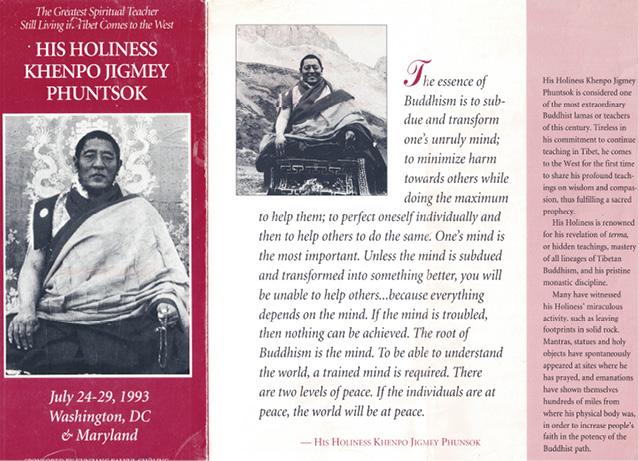 The Greatest Spiritual Teacher
Still Living in Tibet Comes to the West
HIS HOLINESS
KHENPO JIGMEY
PHUNTSOK
July 24-29, 1993
Washington, DC
& Maryland
SPONSORED BY KUNZANG PALYUL CHÖLING
The essence of
Buddhism is to sub-
due and transform
one's unruly mind;
to minimize harm
towards others while
doing the maximum
to help them; to perfect oneself individually and
then to help others to do the same. One's mind is
the most important. Unless the mind is subdued
and transformed into something better, you will
be unable to help others...because everything
depends on the mind. If the mind is troubled,
then nothing can be achieved. The root of
Buddhism is the mind. To be able to understand
the world, a trained mind is required. There
are two levels of peace. If the individuals are at
peace, the world will be at peace.
— HIS HOLINESS KHENPO JIGMEY PHUNSOK
His Holiness Khenpo Jigmey
Phuntsok is considered one
of the most extraordinary
Buddhist lamas or teachers
of this century. Tireless in
his commitment to continue
teaching in Tibet, he comes
to the West for the first time
to share his profound teach-
ings on wisdom and compas-
sion, thus fulfilling a sacred
prophecy.
His Holiness is renowned
for his revelation of terma,
or hidden teachings, mastery
of all lineages of Tibetan
Buddhism, and his pristine
monastic discipline.
Many have witnessed
his Holiness' miraculous
activity, such as leaving
footprints in solid rock.
Mantras, statues and holy
objects have spontaneously
appeared at sites where he
has prayed, and emanations
have shown themselves
hundreds of miles from
where his physical body was,
in order to increase people's
faith in the potency of the
Buddhist path.